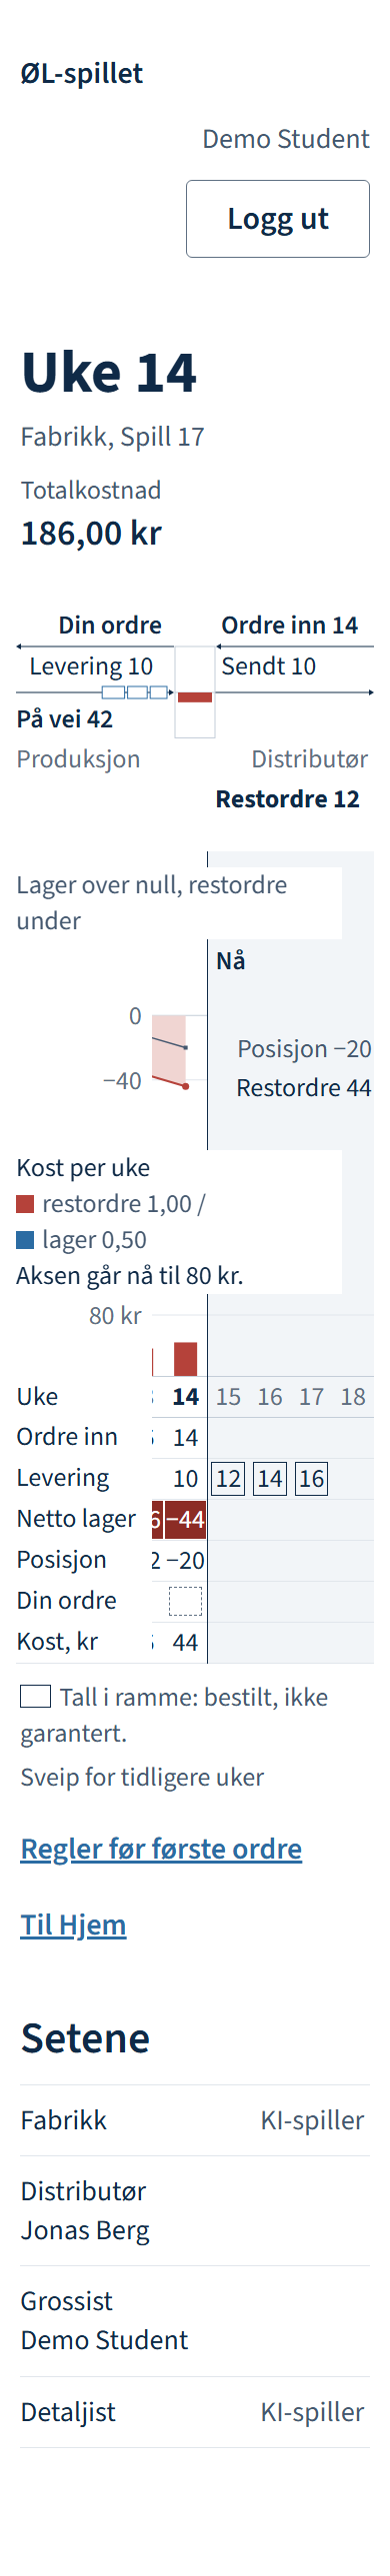 ØL-spillet
Demo Student
Logg ut
Uke 14
Fabrikk, Spill 17
Totalkostnad
186,00 kr
Din ordre Ordre inn 14
Levering 10 Sendt 10
På vei 42
Produksjon Distributør
Restordre 12
Lager over null, restordre
under
Nå
0
Posisjon −20
−40
Restordre 44
Kost per uke
restordre 1,00 /
lager 0,50
Aksen går nå til 80 kr.
80 kr
Uke 14 15 16 17 18
Ordre inn 14
Levering 10 12 14 16
Netto lager 6 −44
Posisjon 2 −20
Din ordre
Kost, kr 44
Tall i ramme: bestilt, ikke
garantert.
Sveip for tidligere uker
Regler før første ordre
Til Hjem
Setene
Fabrikk KI-spiller
Distributør
Jonas Berg
Grossist
Demo Student
Detaljist KI-spiller